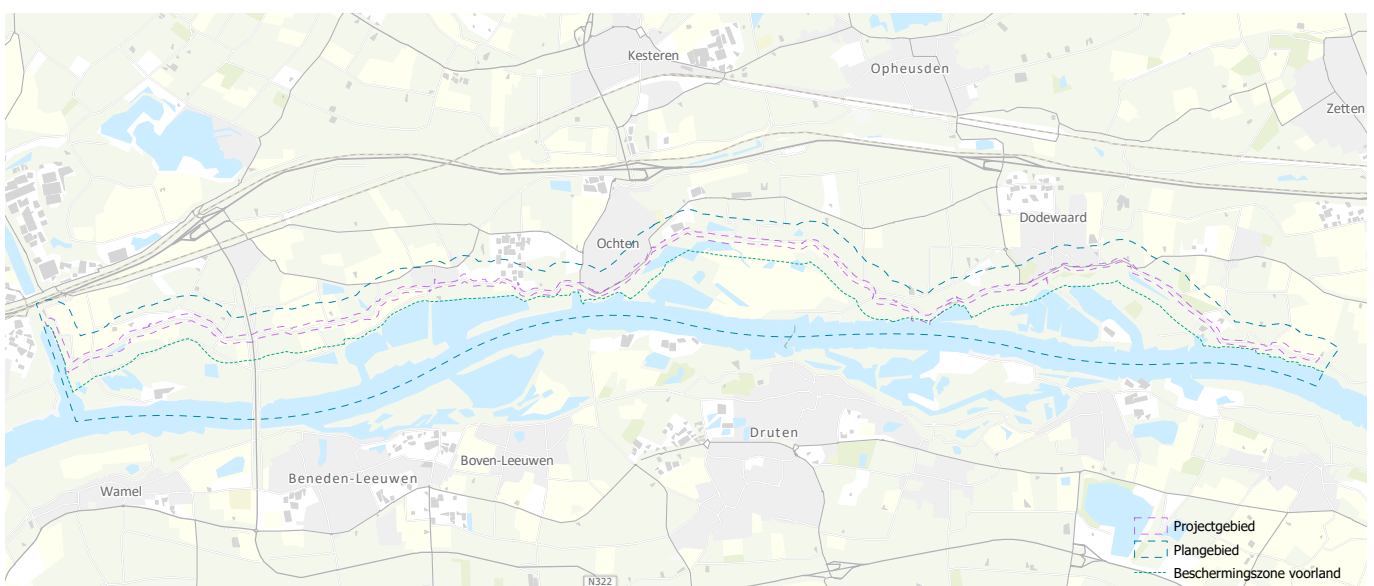 Kesteren
Opheusden
Zetten
Dodewaard
Ochten
Druten
Boven-Leeuwen
Beneden-Leeuwen
Wamel
N322
Projectgebied
Plangebied
Beschermingszone voorland